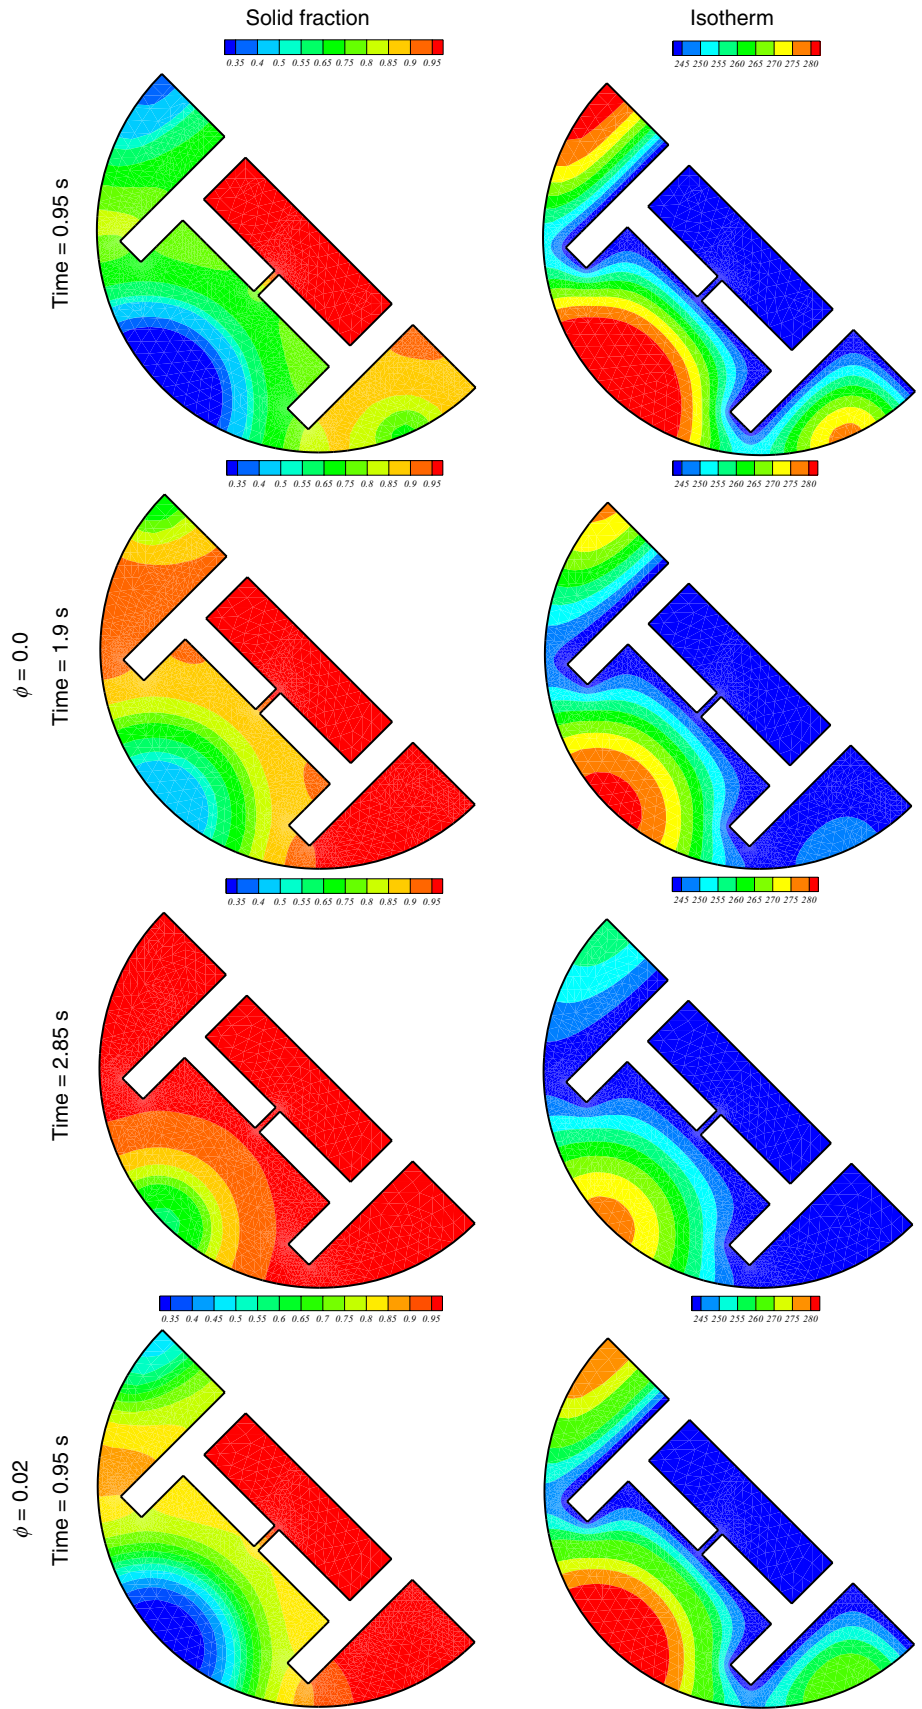 Solid fraction
Isotherm
0.35 0.4 0.5 0.55 0.65 0.75 0.8 0.85 0.9 0.95
245 250 255 260 265 270 275 280
Time = 0.95 s
0.35 0.4 0.5 0.55 0.65 0.75 0.8 0.85 0.9 0.95
245 250 255 260 265 270 275 280
ϕ = 0.0
Time = 1.9 s
0.35 0.4 0.5 0.55 0.65 0.75 0.8 0.85 0.9 0.95
245 250 255 260 265 270 275 280
Time = 2.85 s
0.35 0.4 0.45 0.5 0.55 0.6 0.65 0.7 0.75 0.8 0.85 0.9 0.95
245 250 255 265 270 275 280
ϕ = 0.02
Time = 0.95 s